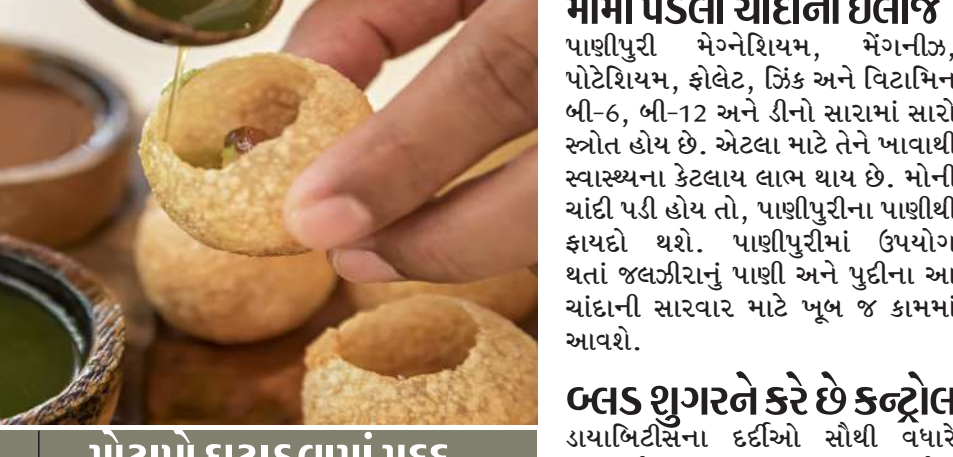 પાણીપુરી મેગ્નેશિયમ, મેંગનીઝ,
પોટેશિયમ, ફોલેટ, ઝિંક અને વિટામિન
બી-6, બી-12 અને ડીનો સારામાં સારો
સ્ત્રોત હોય છે. એટલા માટે તેને ખાવાથી
સ્વાસ્થ્યના કેટલાય લાભ થાય છે. મોની
ચાંદી પડી હોય તો, પાણીપુરીના પાણીથી
ફાયદો થશે. પાણીપુરીમાં ઉપયોગ
થતાં જલઝીરાનું પાણી અને પુદીના આ
ચાંદાની સારવાર માટે ખૂબ જ કામમાં
આવશે.
બ્લડ શુગરને કરે છે કન્ટ્રોલ
ડાયાબિટીસના દર્દીઓ સૌથી વધારે